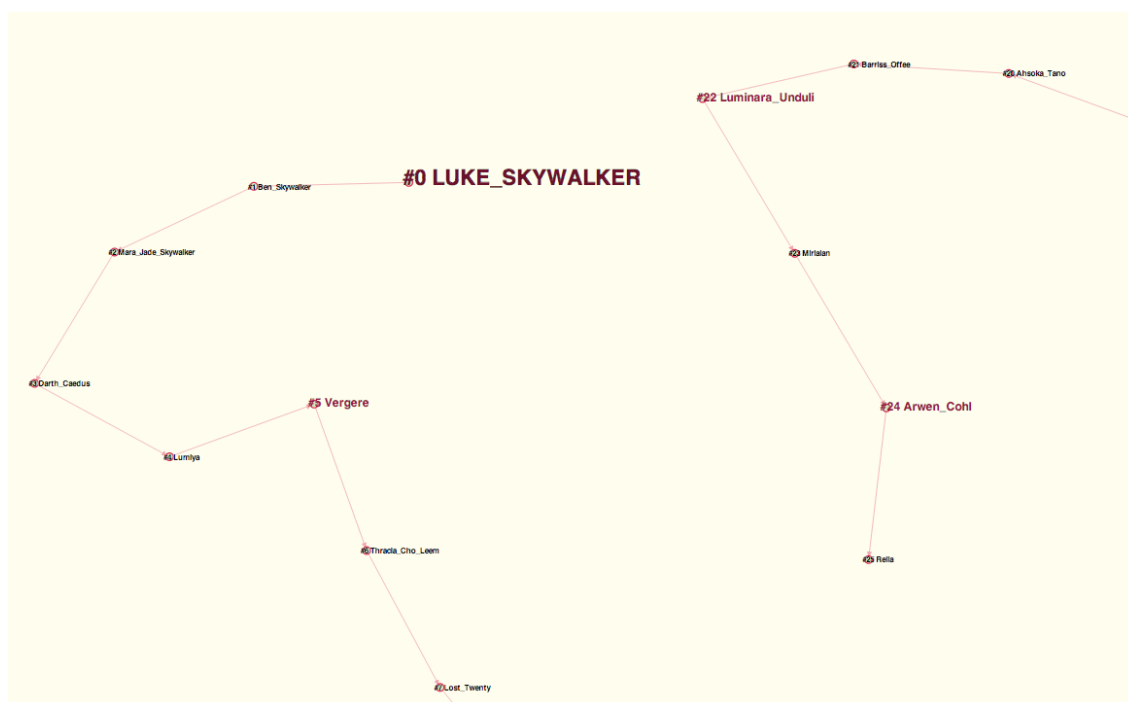 #21 Barriss_Offee
#20 Ahsoka_Tano
#22 Luminara_Unduli
#0 LUKE_SKYWALKER
#1 Ben_Skywalker
#2 Mara_Jade_Skywalker
#23 Mirialan
#3 Darth_Caedus
#5 Vergere
#24 Arwen_Cohl
#4 Lumiya
#6 Thracia_Cho_Leem
#25 Rella
#7 Lost_Twenty